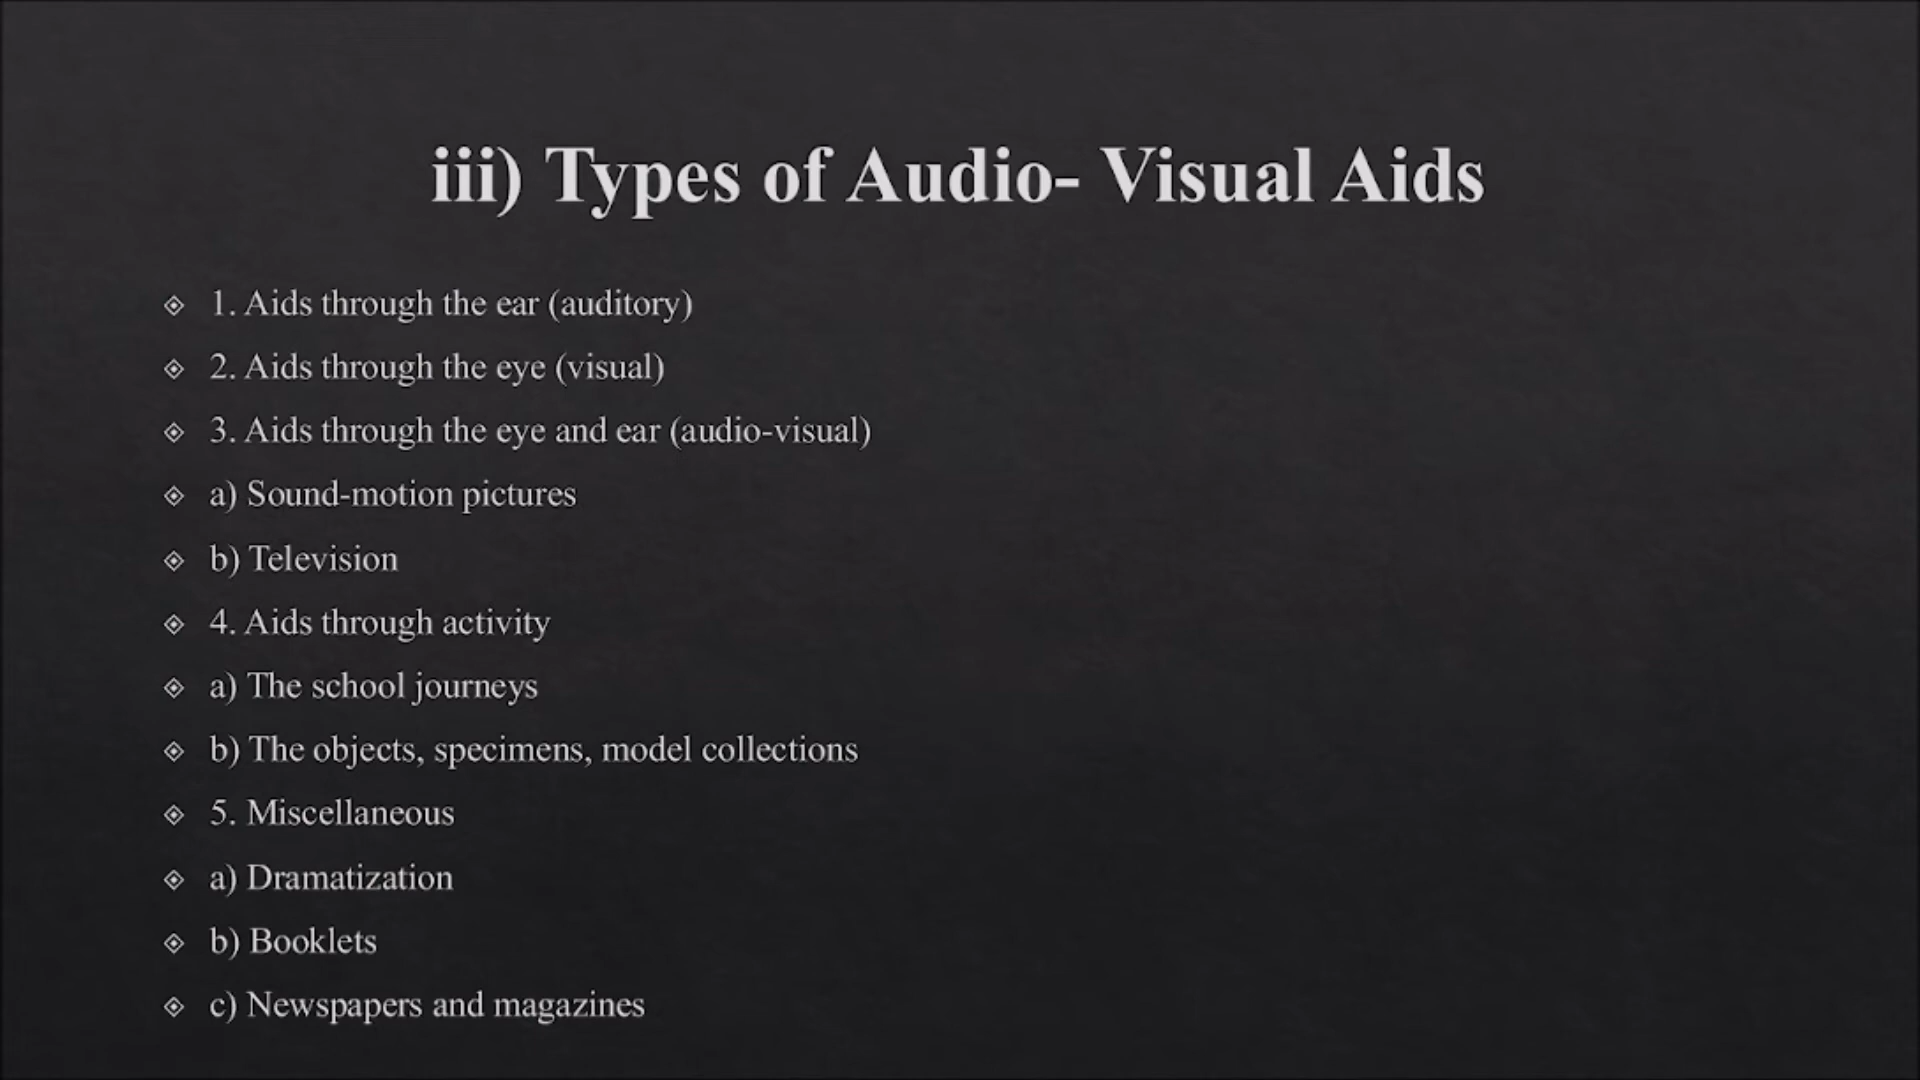 iii) Types of Audio- Visual Aids
1. Aids through the ear (auditory)
2. Aids through the eye (visual)
3. Aids through the eye and ear (audio-visual)
a) Sound-motion pictures
b) Television
4. Aids through activity
a) The school journeys
b) The objects, specimens, model collections
5. Miscellaneous
a) Dramatization
b) Booklets
c) Newspapers and magazines